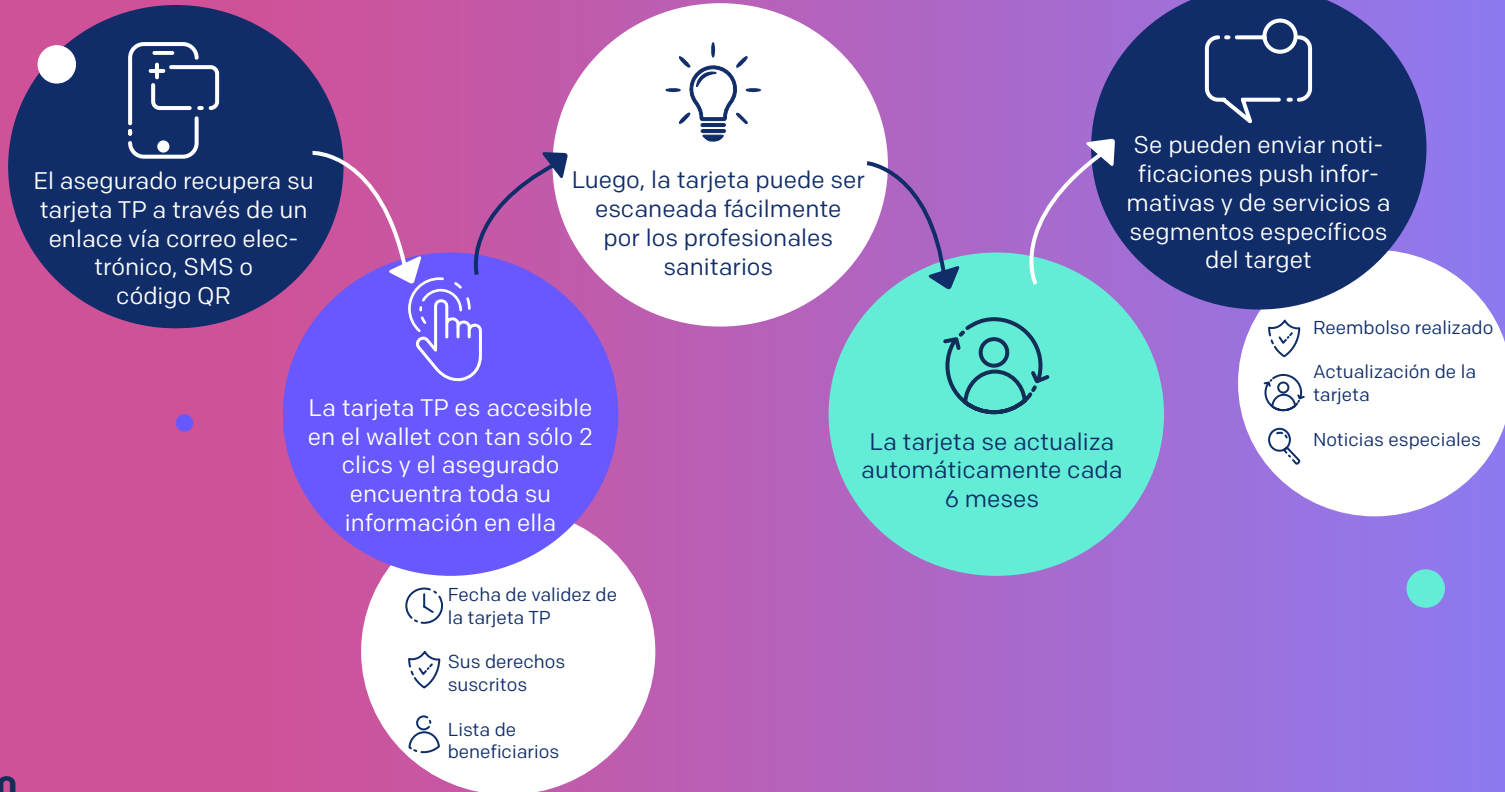 El asegurado recupera su
tarjeta TP a través de un
enlace vía correo elec-
trónico, SMS o
código QR
La tarjeta TP es accesible
en el wallet con tan sólo 2
clics y el asegurado
encuentra toda su
información en ella
Fecha de validez de
la tarjeta TP
Sus derechos
suscritos
Lista de
beneficiarios
Luego, la tarjeta puede ser
escaneada fácilmente
por los profesionales
sanitarios
La tarjeta se actualiza
automáticamente cada
6 meses
Se pueden enviar noti-
ficaciones push infor-
mativas y de servicios a
segmentos específicos
del target
Reembolso realizado
Actualización de la
tarjeta
Noticias especiales